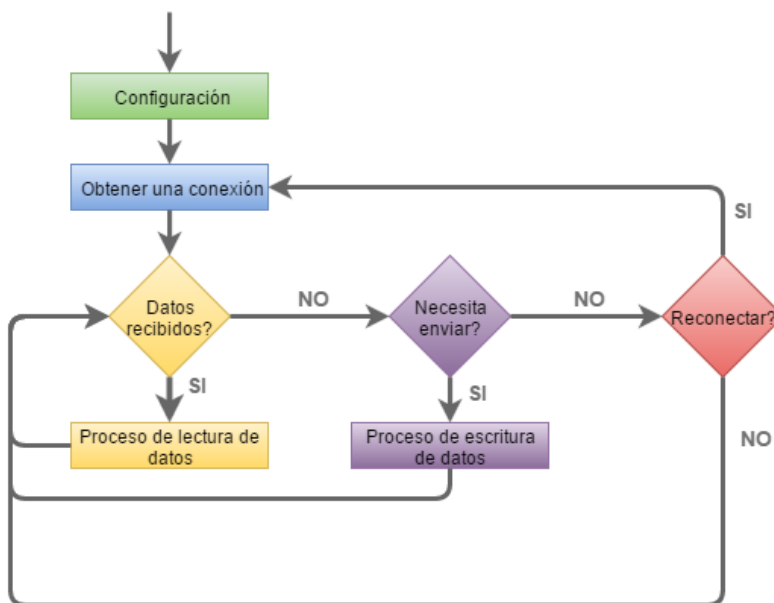 Configuración
Obtener una conexión
SI
Datos
recibidos?
NO
Necesita
enviar?
NO
Reconectar?
SI
SI
Proceso de lectura de
datos
Proceso de escritura
de datos
NO